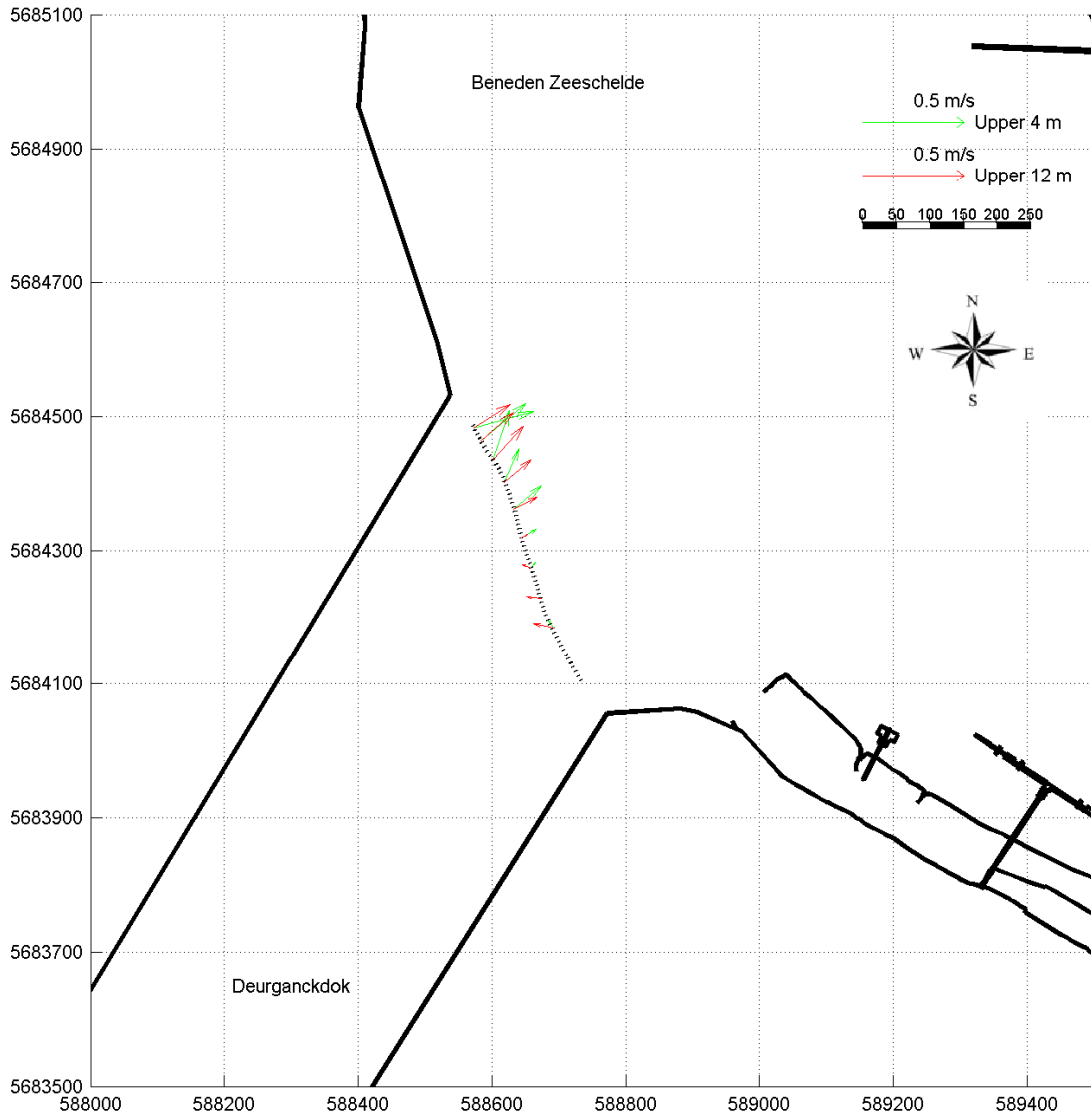 5685100
Beneden Zeeschelde
0.5 m/s
Upper 4 m
5684900
0.5 m/s
Upper 12 m
0 50 100 150 200 250
5684700
N
W E
S
5684500
5684300
5684100
5683900
5683700
Deurganckdok
5683500
588000 588200 588400 588600 588800 589000 589200 589400